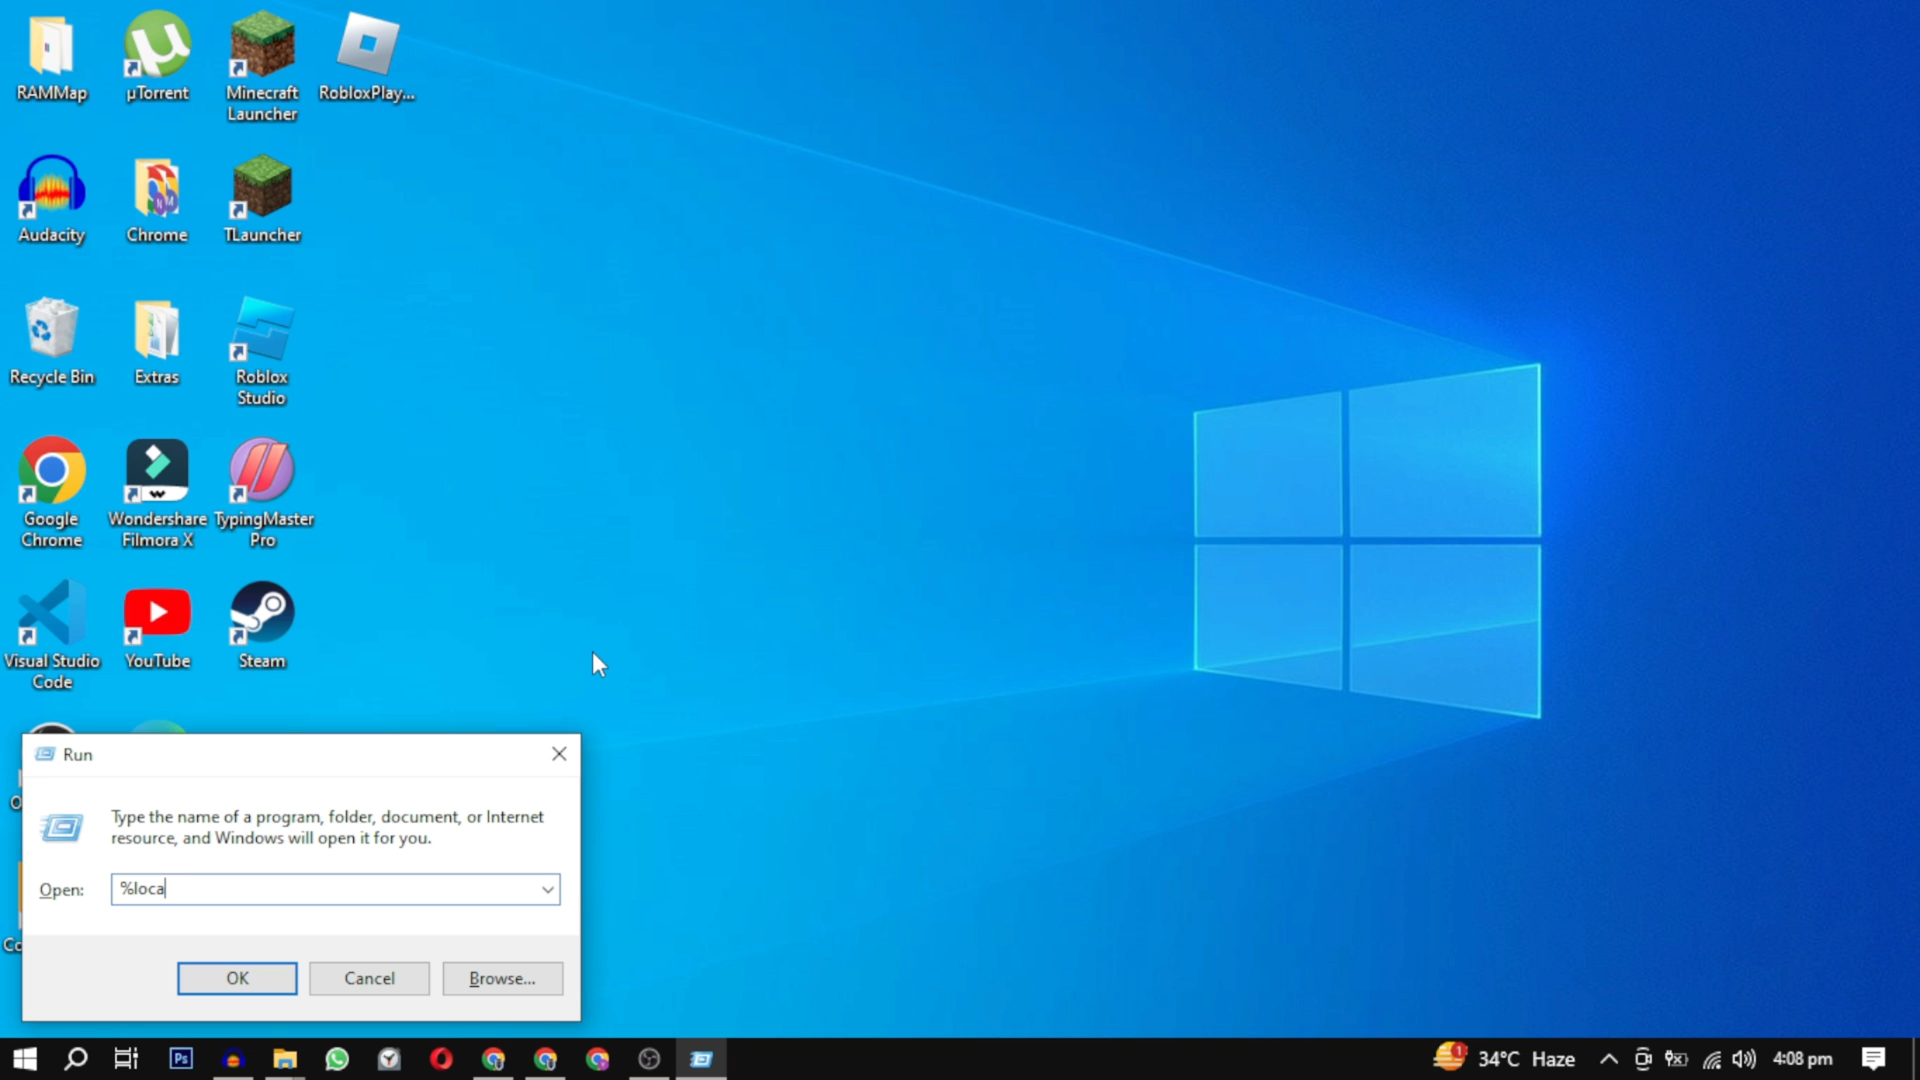 RAMMap
µTorrent
Minecraft
Launcher
RobloxPlay...
Audacity
Chrome
TLauncher
Recycle Bin
Extras
Roblox
Studio
Google
Chrome
Wondershare
Filmora X
TypingMaster
Pro
Visual Studio
Code
YouTube
Steam
Run
Type the name of a program, folder, document, or Internet
resource, and Windows will open it for you.
Open:
%loca
OK
Cancel
Browse...
Ps
1
34°C Haze
4:08 pm